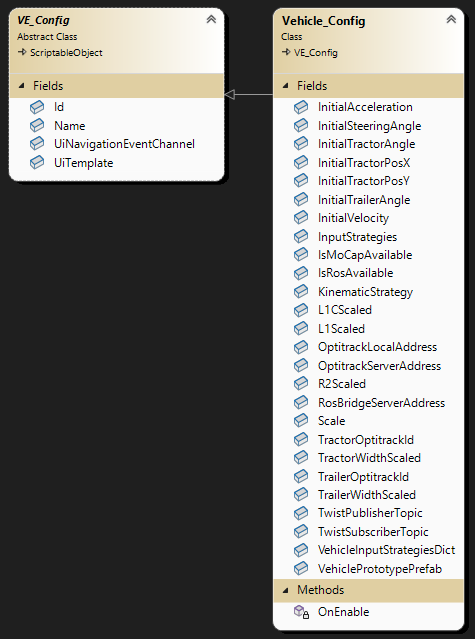 VE_Config
Abstract Class
ScriptableObject
Fields
Id
Name
UiNavigationEventChannel
UiTemplate
Vehicle_Config
Class
VE_Config
Fields
InitialAcceleration
InitialSteeringAngle
InitialTractorAngle
InitialTractorPosX
InitialTractorPosY
InitialTrailerAngle
InitialVelocity
InputStrategies
IsMoCapAvailable
IsRosAvailable
KinematicStrategy
L1CScaled
L1Scaled
OptitrackLocalAddress
OptitrackServerAddress
R2Scaled
RosBridgeServerAddress
Scale
TractorOptitrackId
TractorWidthScaled
TrailerOptitrackId
TrailerWidthScaled
TwistPublisherTopic
TwistSubscriberTopic
VehicleInputStrategiesDict
VehiclePrototypePrefab
Methods
OnEnable